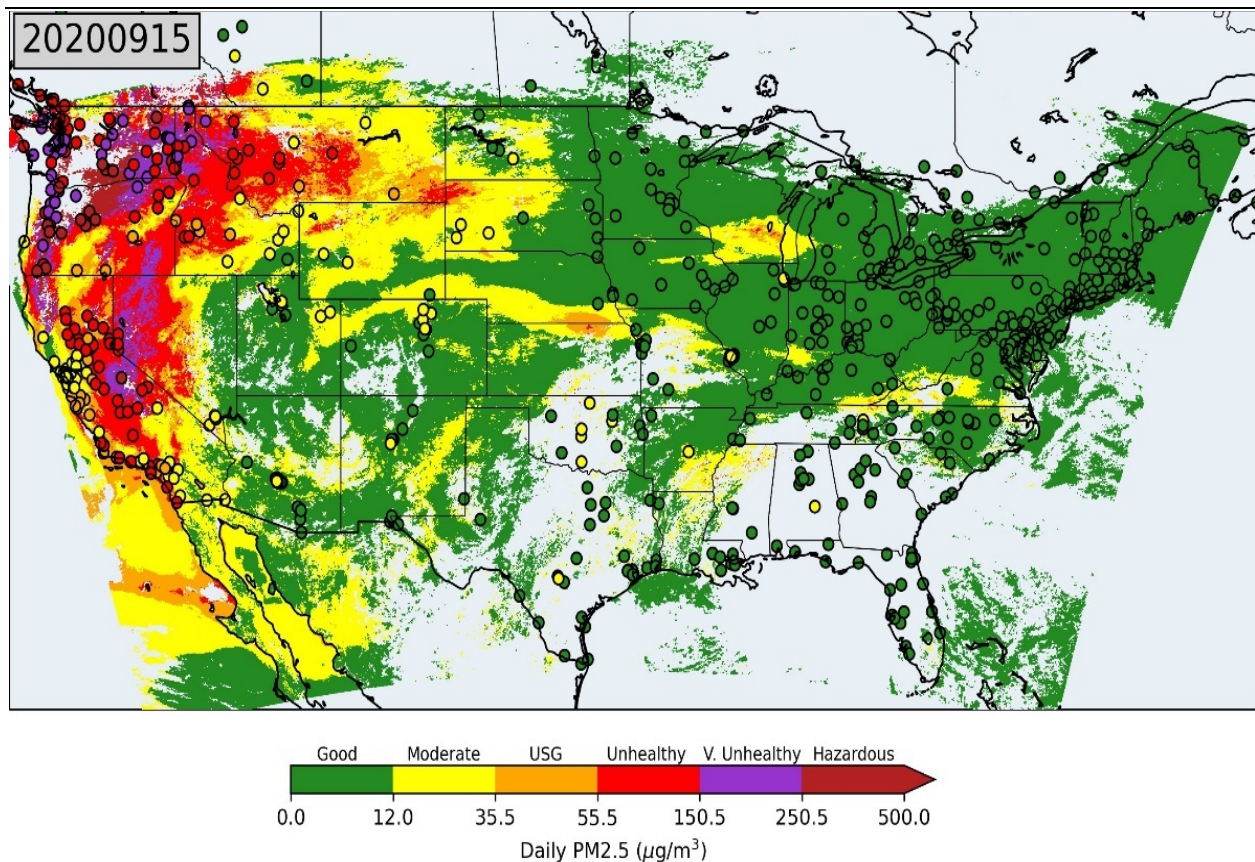 20200915
Good Moderate USG Unhealthy V. Unhealthy Hazardous
0.0 12.0 35.5 55.5 150.5 250.5 500.0
Daily PM2.5 (μg/m³)